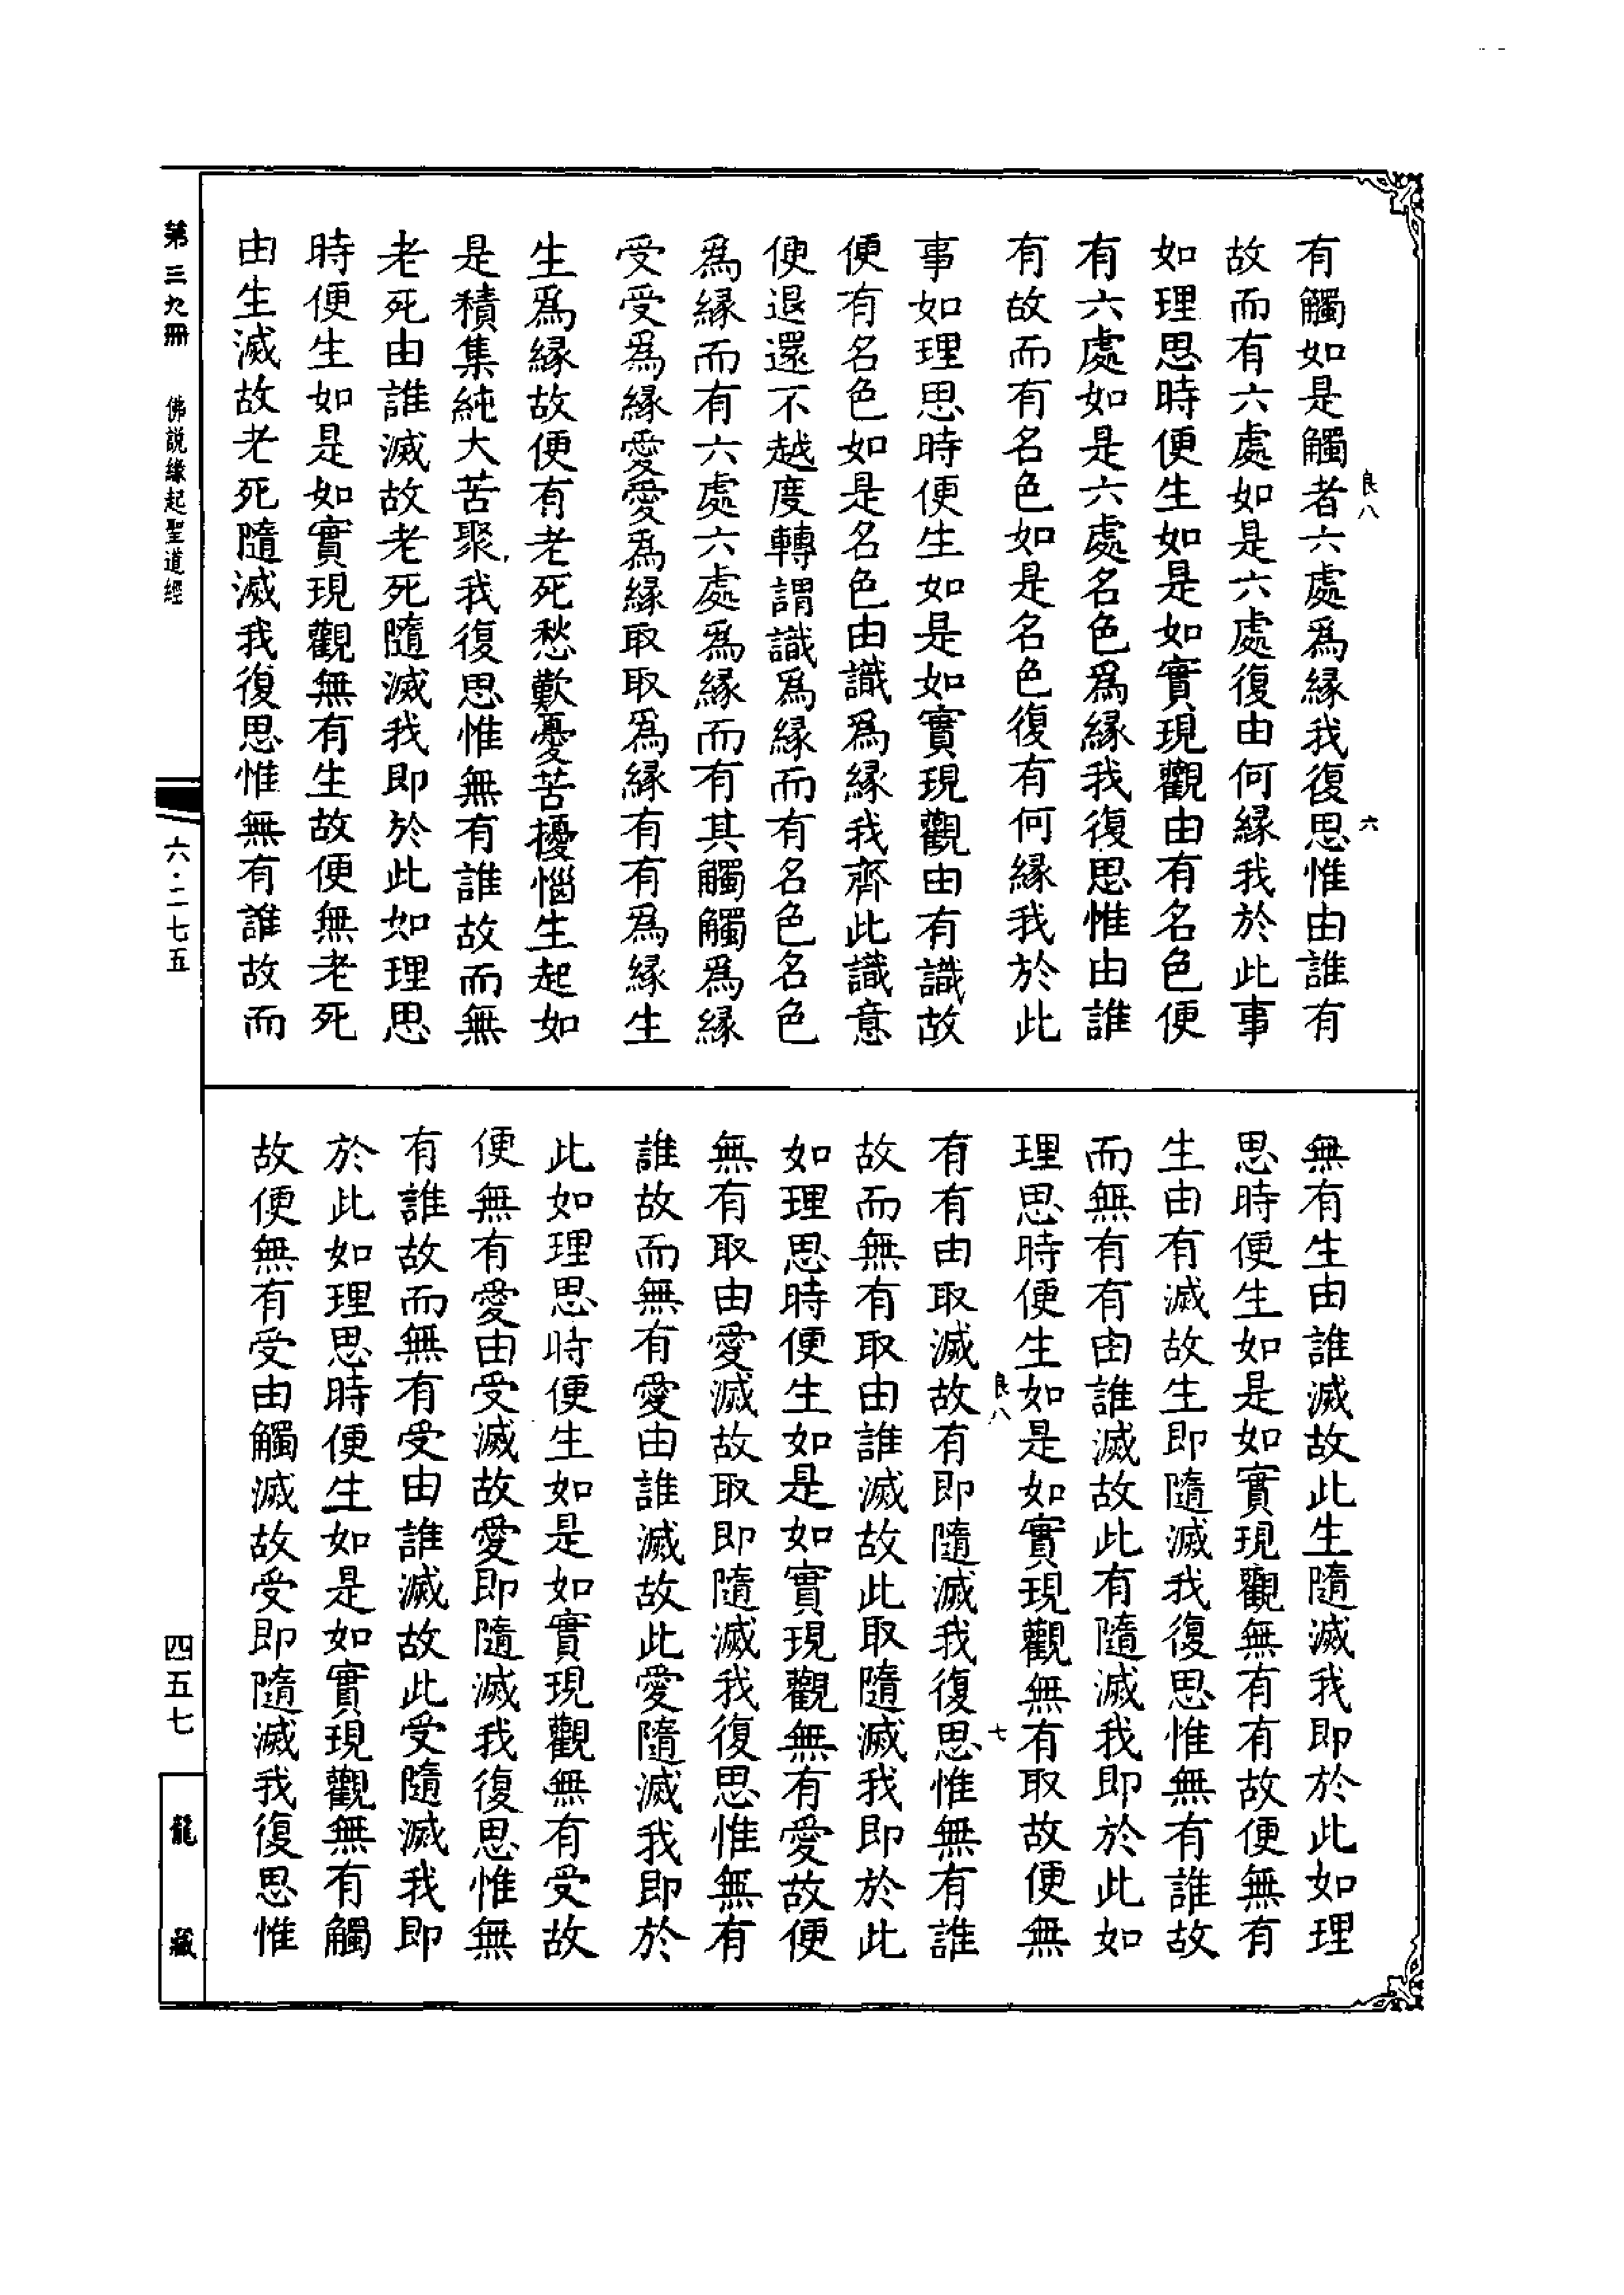 有觸如是觸者六處爲縁我復思惟由誰有
故而有六處如是六處復由何縁我於此事
如理思時便生如是如實現觀由有名色便
有六處如是六處名色爲縁我復思惟由誰
有故而有名色如是名色復有何縁我於此
事如理思時便生如是如實現觀由有識故
便有名色如是名色由識爲縁我齊此識意
便退還不越度轉謂識爲縁而有名色名色
爲縁而有六處六處爲縁而有其觸觸爲縁
受受爲縁愛愛爲縁取取爲縁有有爲縁生
生爲縁故便有老死愁歎憂苦擾惱生起如
是積集純大苦聚我復思惟無有誰故而無
老死由誰滅故老死隨滅我即於此如理思
時便生如是如實現觀無有生故便無老死
由生滅故老死隨滅我復思惟無有誰故而
良八
六
無有生由誰滅故此生隨滅我即於此如理
思時便生如是如實現觀無有有故便無有
生由有滅故生即隨滅我復思惟無有誰故
而無有有由誰滅故此有隨滅我即於此如
理思時便生如是如實現觀無有取故便無
有有由取滅故有即隨滅我復思惟無有誰
故而無有取由誰滅故此取隨滅我即於此
如理思時便生如是如實現觀無有愛故便
無有取由愛滅故取即隨滅我復思惟無有
誰故而無有愛由誰滅故此愛隨滅我即於
此如理思時便生如是如實現觀無有受故
便無有愛由受滅故愛即隨滅我復思惟無
有誰故而無有受由誰滅故此受隨滅我即
於此如理思時便生如是如實現觀無有觸
故便無有受由觸滅故受即隨滅我復思惟
良八
七
第三九冊 佛說緣起聖道經
六·二七五
四五七
龍藏